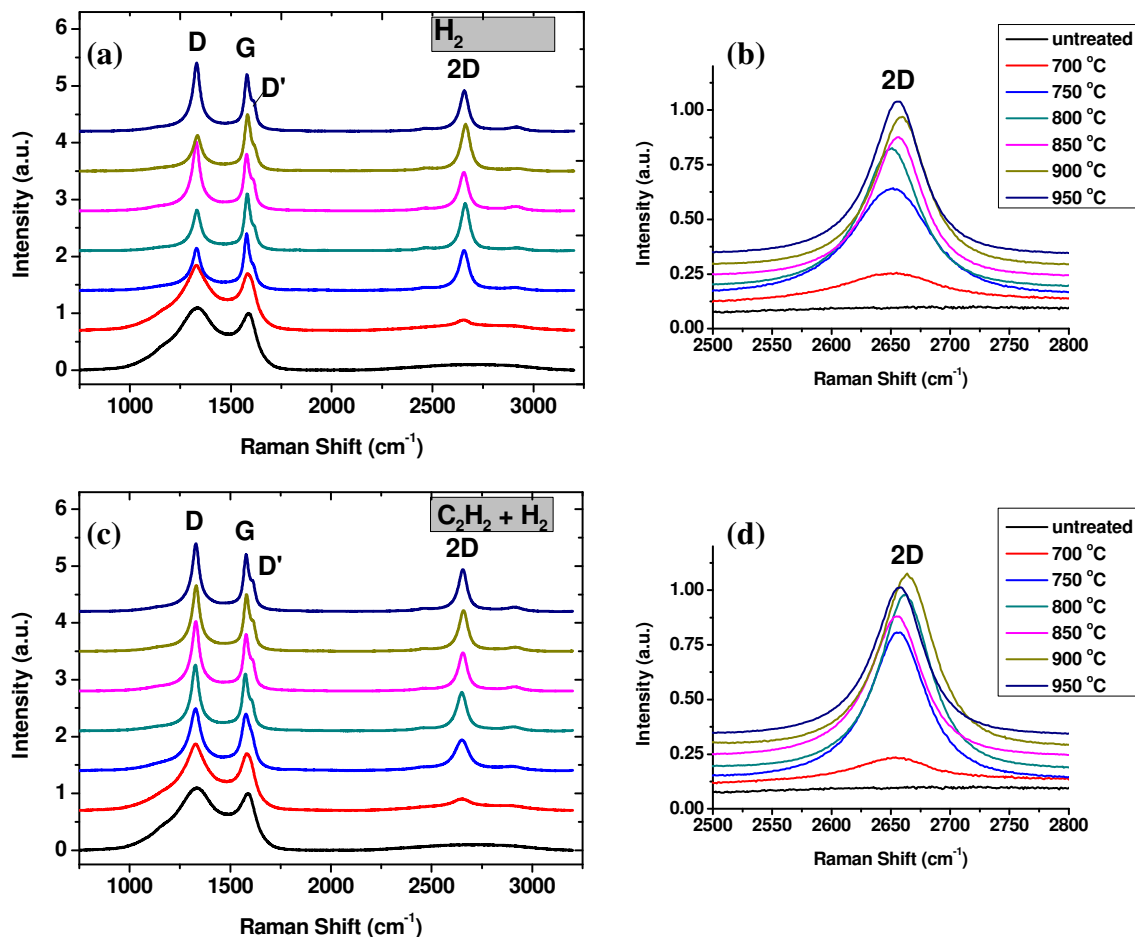 (a)
H₂
D
G
D'
2D
6
5
4
3
2
1
0
Intensity (a.u.)
1000 1500 2000 2500 3000
Raman Shift (cm⁻¹)
(b)
2D
1.00
0.75
0.50
0.25
0.00
Intensity (a.u.)
2500 2550 2600 2650 2700 2750 2800
Raman Shift (cm⁻¹)
untreated
700 °C
750 °C
800 °C
850 °C
900 °C
950 °C
(c)
C₂H₂ + H₂
D
G
D'
2D
6
5
4
3
2
1
0
Intensity (a.u.)
1000 1500 2000 2500 3000
Raman Shift (cm⁻¹)
(d)
2D
1.00
0.75
0.50
0.25
0.00
Intensity (a.u.)
2500 2550 2600 2650 2700 2750 2800
Raman Shift (cm⁻¹)
untreated
700 °C
750 °C
800 °C
850 °C
900 °C
950 °C